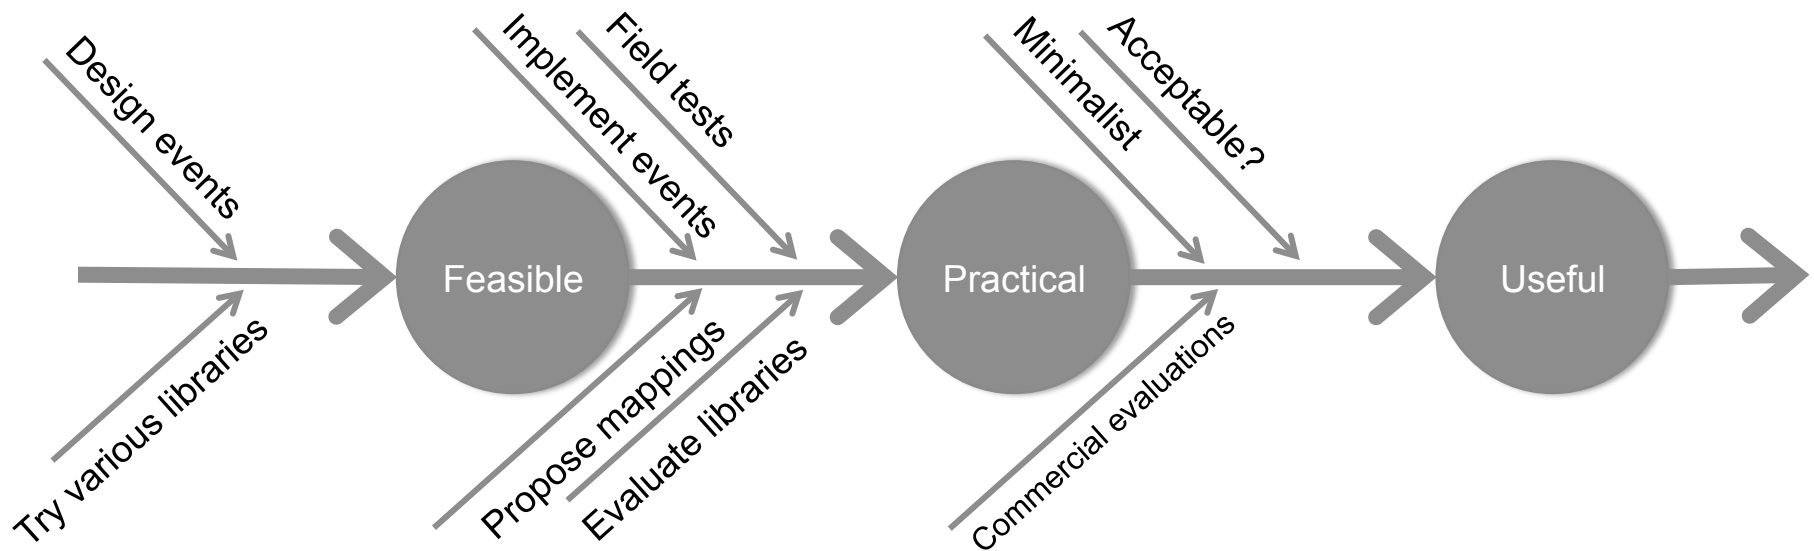 Design events
Try various libraries
Feasible
Implement events
Field tests
Propose mappings
Evaluate libraries
Practical
Minimalist
Acceptable?
Commercial evaluations
Useful